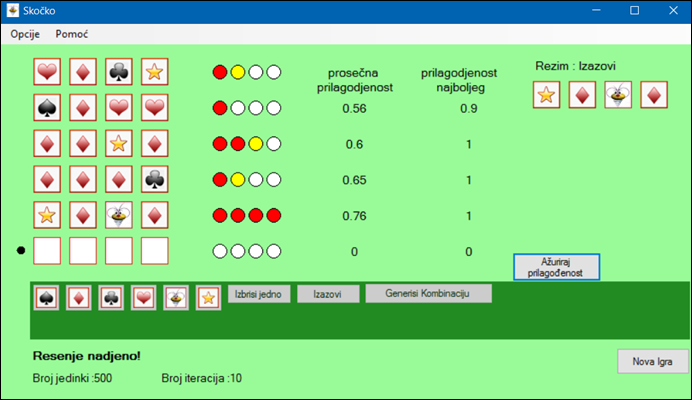 Skočko
Opcije Pomoć
prosečna prilagodjenost
prilagodjenost najboljeg
Rezim : Izazovi
0.56 0.9
0.6 1
0.65 1
0.76 1
0 0
Ažuriraj
prilagođenost
Izbrisi jedno Izazovi Generisi Kombinaciju
Resenje nadjeno!
Nova Igra
Broj jedinki :500 Broj iteracija :10